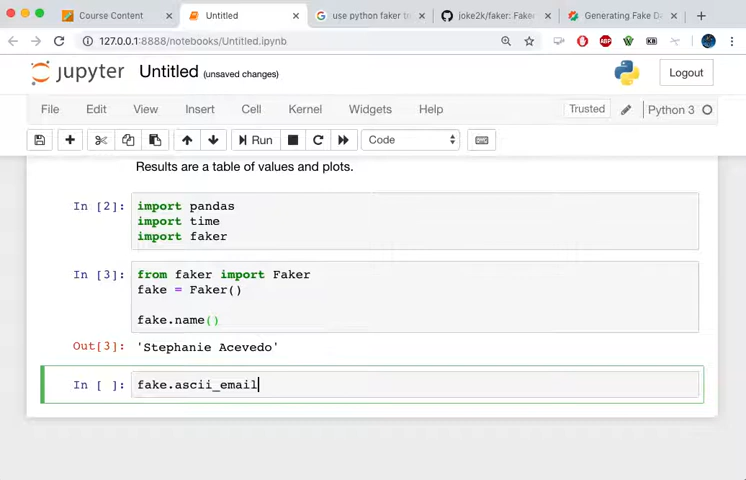 Course Content
Untitled
use python faker to
joke2k/faker: Faker
Generating Fake Da
127.0.0.1:8888/notebooks/Untitled.ipynb
ABP
jupyter Untitled (unsaved changes)
Logout
File Edit View Insert Cell Kernel Widgets Help
Trusted
Python 3
Run
Code
Results are a table of values and plots.
In [2]: import pandas
import time
import faker
In [3]: from faker import Faker
fake = Faker()
fake.name()
Out[3]: 'Stephanie Acevedo'
In [ ]: fake.ascii_email